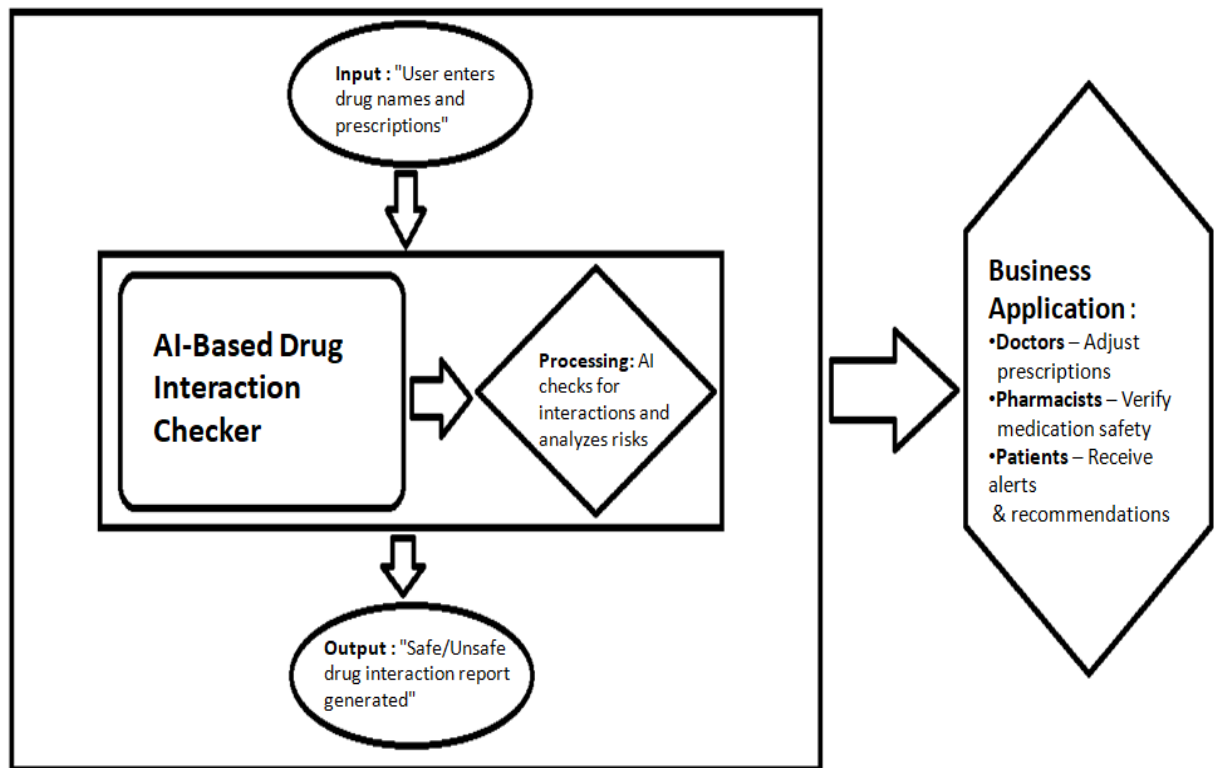 Input : "User enters
drug names and
prescriptions"
AI-Based Drug
Interaction
Checker
Processing: AI
checks for
interactions and
analyzes risks
Output : "Safe/Unsafe
drug interaction report
generated"
Business
Application :
•Doctors – Adjust
prescriptions
•Pharmacists – Verify
medication safety
•Patients – Receive
alerts
& recommendations